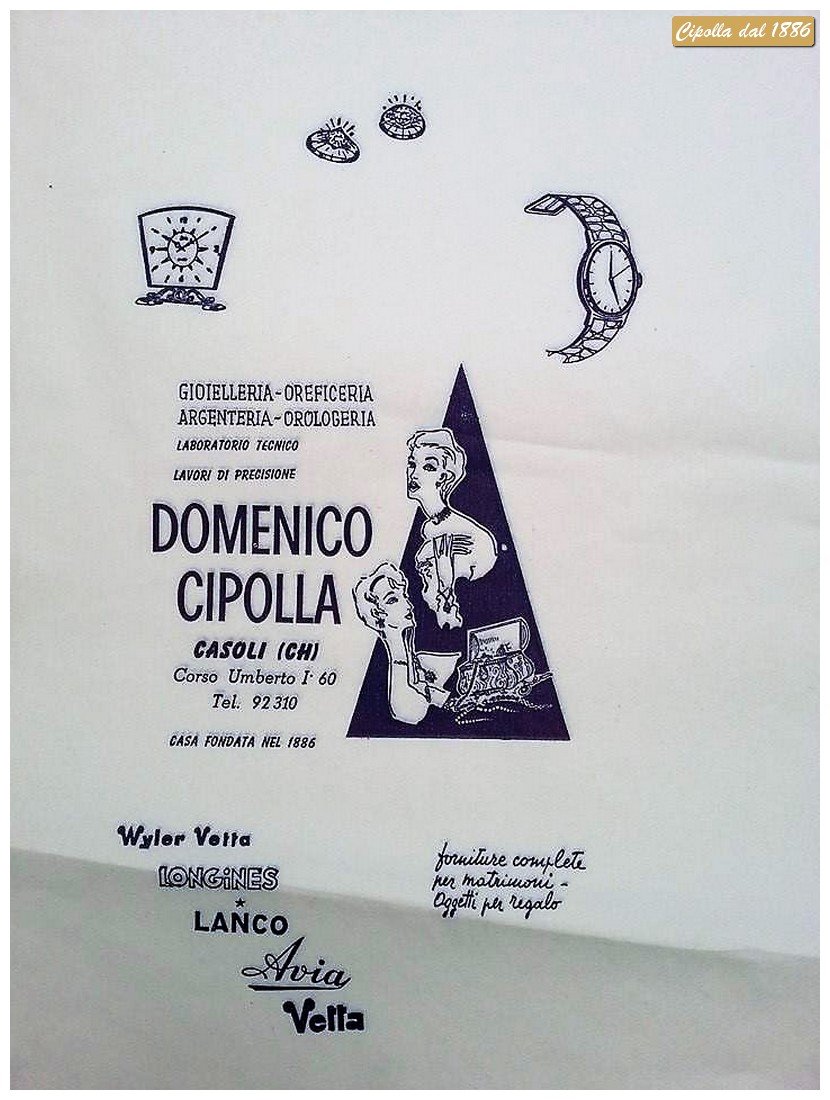 Cipolla dal 1886
GIOIELLERIA-OREFICERIA
ARGENTERIA-OROLOGERIA
LABORATORIO TECNICO
LAVORI DI PRECISIONE
DOMENICO
CIPOLLA
CASOLI (CH)
Corso Umberto I· 60
Tel. 92310
CASA FONDATA NEL 1886
Wyler Vetta
LONGINES
LANCO
Avia
Vetta
forniture complete
per matrimoni -
Oggetti per regalo